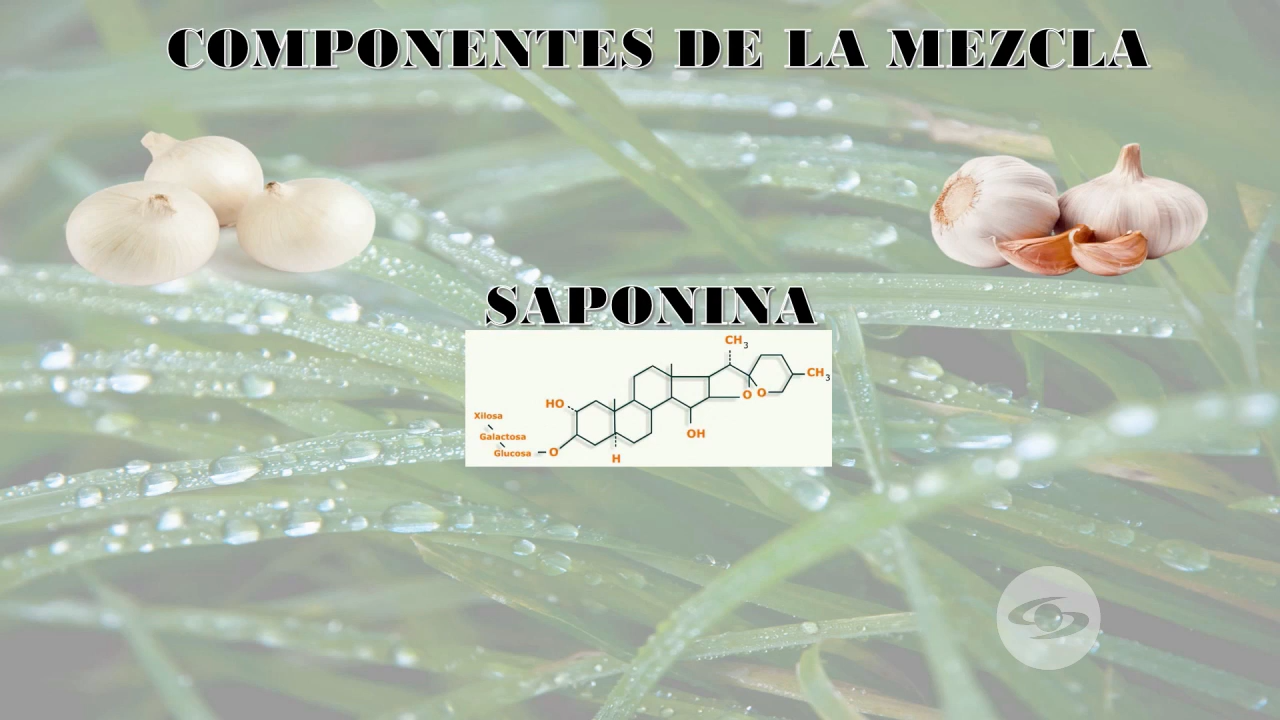 COMPONENTES DE LA MEZCLA
SAPONINA
CH3
CH3
O
O
HO
OH
Xilosa
Galactosa
Glucosa
O
H